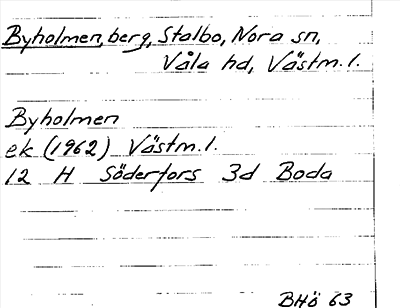 Byholmen, berg, Stalbo, Nora sn,
Våla hd, Västm. l.
Byholmen
ek (1962) Västm. l.
12 H Söderfors 3d Boda
BHö 63